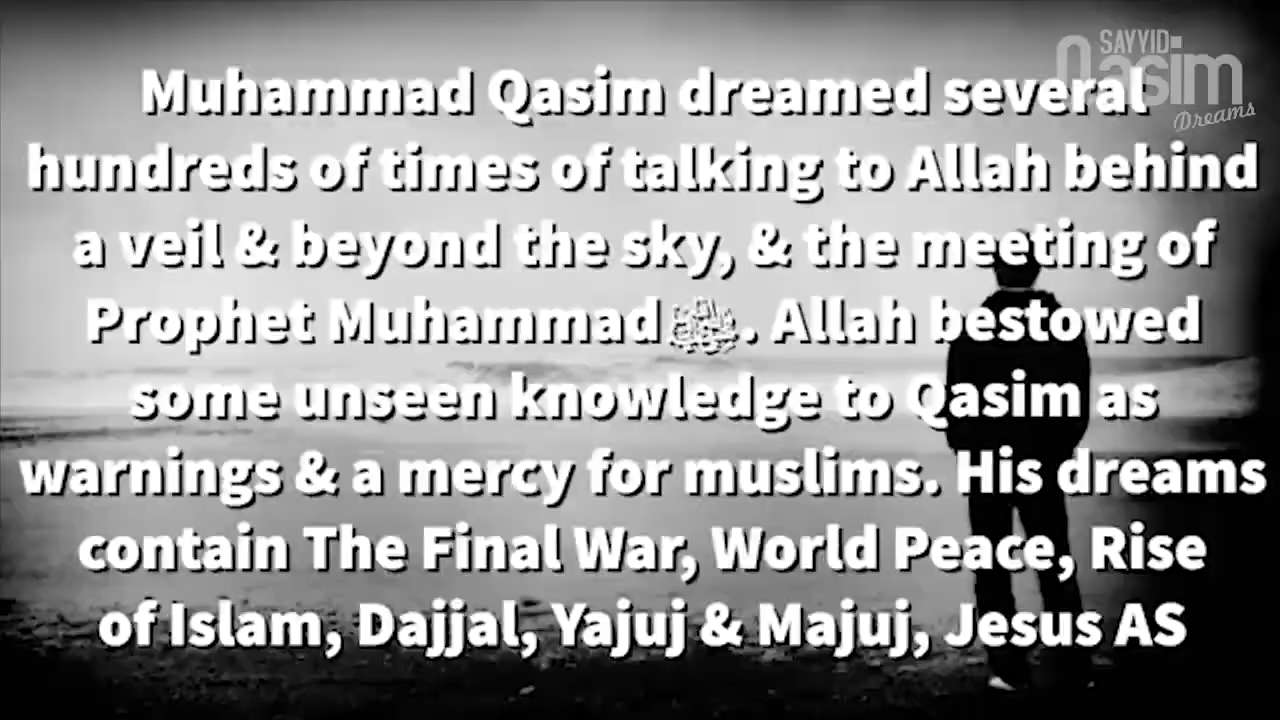 SAYYID
Qasim
Dreams
Muhammad Qasim dreamed several
hundreds of times of talking to Allah behind
a veil & beyond the sky, & the meeting of
Prophet Muhammadﷺ. Allah bestowed
some unseen knowledge to Qasim as
warnings & a mercy for muslims. His dreams
contain The Final War, World Peace, Rise
of Islam, Dajjal, Yajuj & Majuj, Jesus AS